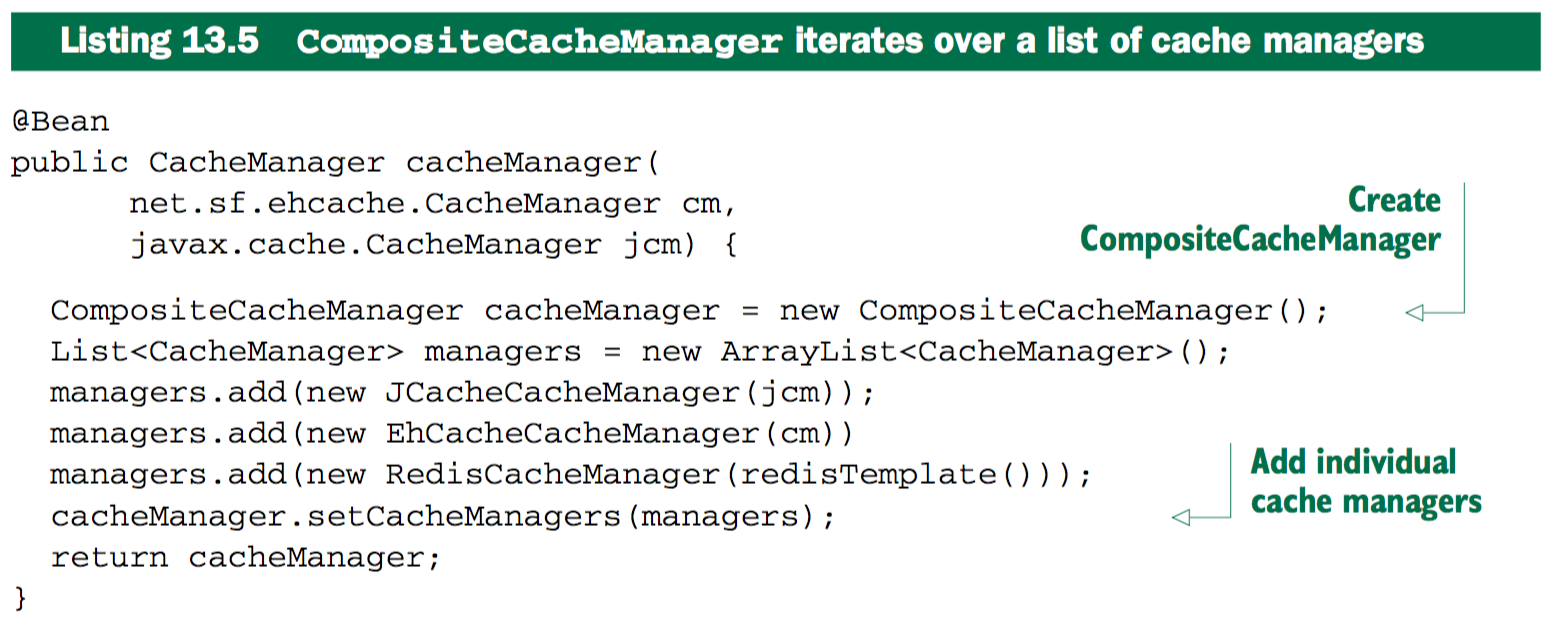 Listing 13.5 CompositeCacheManager iterates over a list of cache managers
@Bean
public CacheManager cacheManager(
net.sf.ehcache.CacheManager cm,
javax.cache.CacheManager jcm) {
Create
CompositeCacheManager
CompositeCacheManager cacheManager = new CompositeCacheManager();
List<CacheManager> managers = new ArrayList<CacheManager>();
managers.add(new JCacheCacheManager(jcm));
managers.add(new EhCacheCacheManager(cm))
managers.add(new RedisCacheManager(redisTemplate()));
Add individual
cache managers
cacheManager.setCacheManagers(managers);
return cacheManager;
}